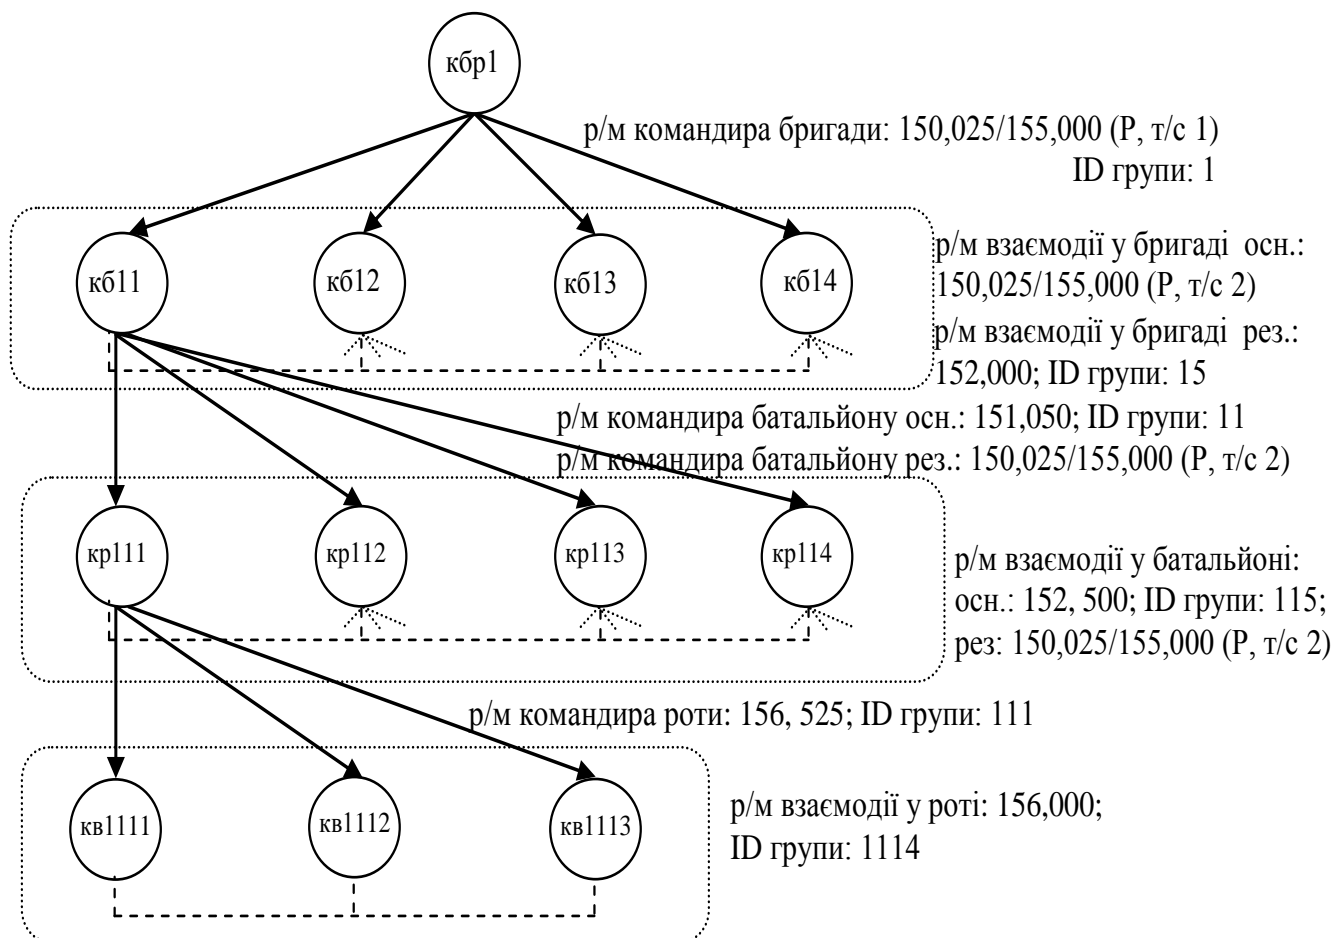 кбр1
р/м командира бригади: 150,025/155,000 (Р, т/с 1)
ID групи: 1
кб11
кб12
кб13
кб14
р/м взаємодії у бригаді осн.:
150,025/155,000 (Р, т/с 2)
р/м взаємодії у бригаді рез.:
152,000; ID групи: 15
р/м командира батальйону осн.: 151,050; ID групи: 11
р/м командира батальйону рез.: 150,025/155,000 (Р, т/с 2)
кр111
кр112
кр113
кр114
р/м взаємодії у батальйоні:
осн.: 152, 500; ID групи: 115;
рез: 150,025/155,000 (Р, т/с 2)
р/м командира роти: 156, 525; ID групи: 111
кв1111
кв1112
кв1113
р/м взаємодії у роті: 156,000;
ID групи: 1114